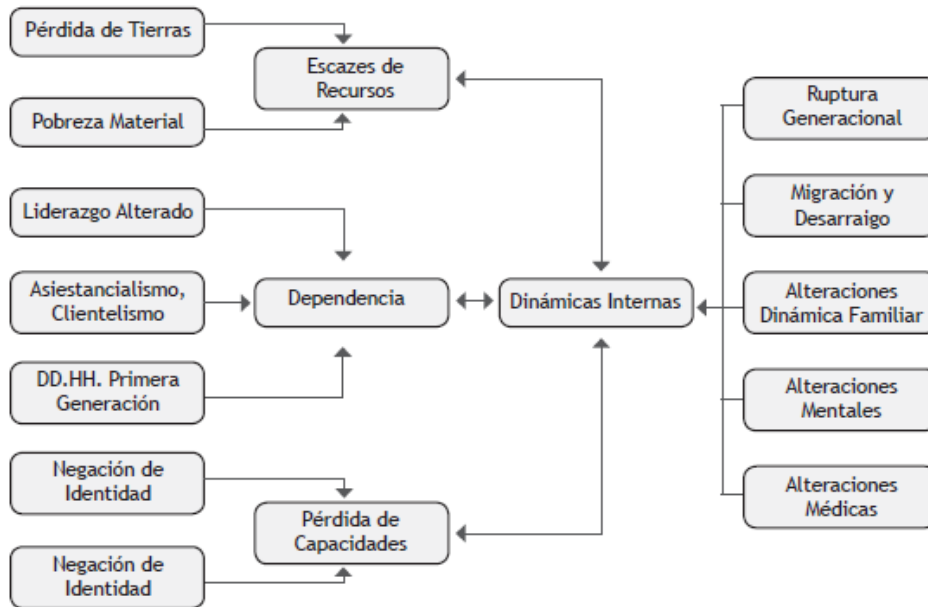 Pérdida de Tierras
Pobreza Material
Liderazgo Alterado
Asiestancialismo,
Clientelismo
DD.HH. Primera
Generación
Negación de
Identidad
Negación de
Identidad
Escazes de
Recursos
Dependencia
Pérdida de
Capacidades
Dinámicas Internas
Ruptura
Generacional
Migración y
Desarraigo
Alteraciones
Dinámica Familiar
Alteraciones
Mentales
Alteraciones
Médicas